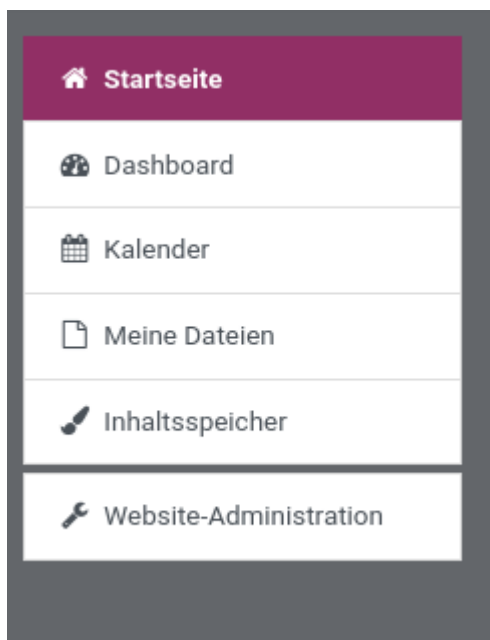 Startseite
Dashboard
Kalender
Meine Dateien
Inhaltsspeicher
Website-Administration